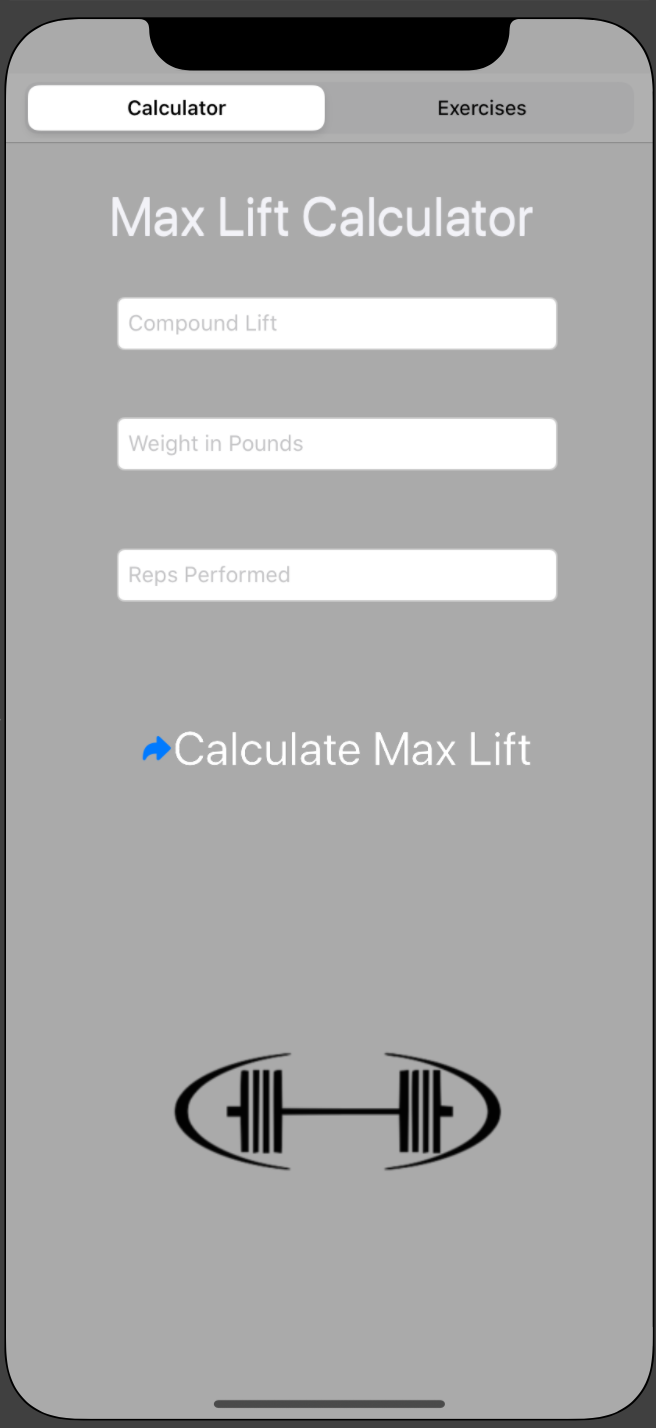 Calculator
Exercises
Max Lift Calculator
Compound Lift
Weight in Pounds
Reps Performed
Calculate Max Lift